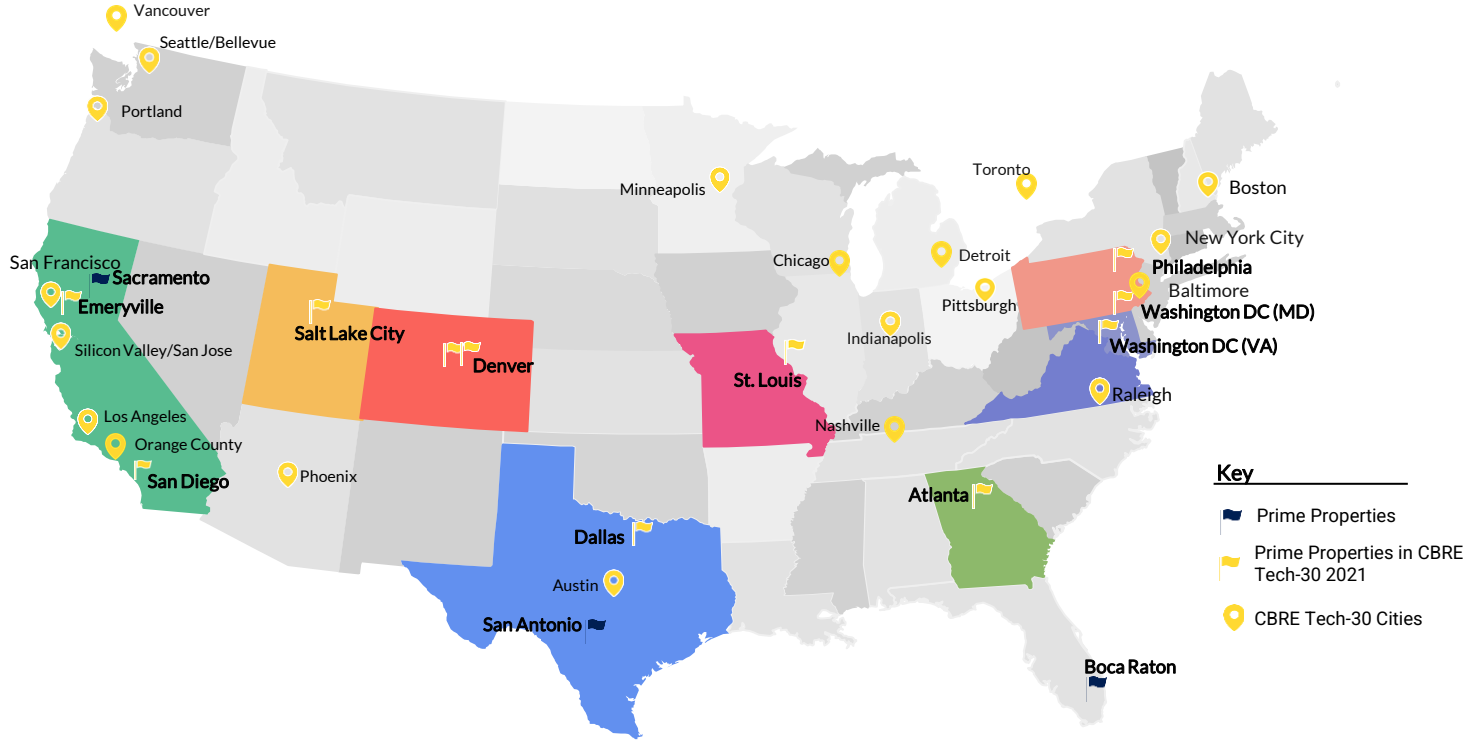 Vancouver
Seattle/Bellevue
Portland
Minneapolis
Toronto
Boston
New York City
San Francisco
Sacramento
Emeryville
Chicago
Detroit
Philadelphia
Baltimore
Pittsburgh
Washington DC (MD)
Salt Lake City
Indianapolis
Silicon Valley/San Jose
Denver
Washington DC (VA)
St. Louis
Raleigh
Los Angeles
Nashville
Orange County
San Diego
Phoenix
Atlanta
Dallas
Austin
San Antonio
Boca Raton
Key
Prime Properties
Prime Properties in CBRE
Tech-30 2021
CBRE Tech-30 Cities